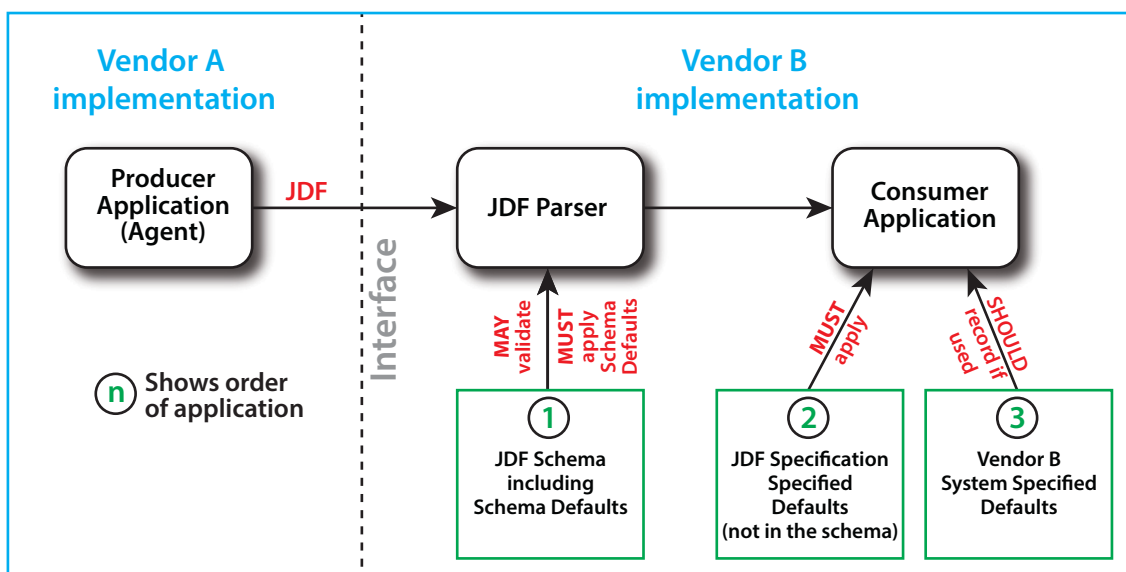 Vendor A
implementation
Vendor B
implementation
Producer
Application
(Agent)
JDF
JDF Parser
Consumer
Application
Interface
MAY
validate
MUST
apply
Schema
Defaults
MUST
apply
SHOULD
record if
used
n
Shows order
of application
1
JDF Schema
including
Schema Defaults
2
JDF Specification
Specified
Defaults
(not in the schema)
3
Vendor B
System Specified
Defaults